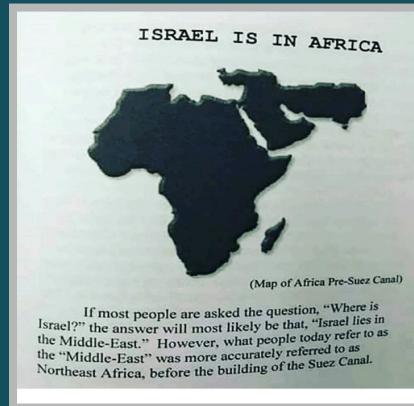 ISRAEL IS IN AFRICA
(Map of Africa Pre-Suez Canal)
If most people are asked the question, “Where is
Israel?” the answer will most likely be that, “Israel lies in
the Middle-East.” However, what people today refer to as
the “Middle-East” was more accurately referred to as
Northeast Africa, before the building of the Suez Canal.